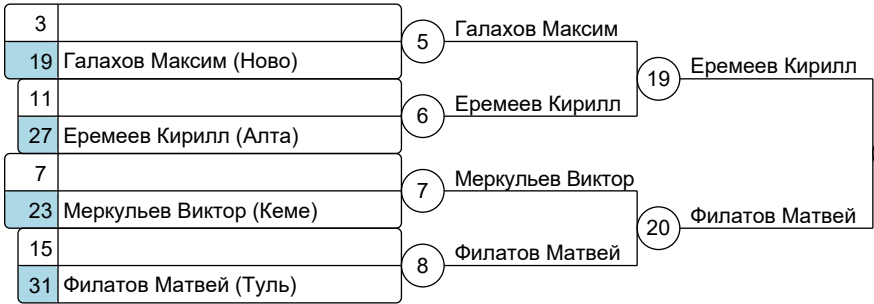 3
19 Галахов Максим (Ново)
5 Галахов Максим
11
27 Еремеев Кирилл (Алта)
6 Еремеев Кирилл
19 Еремеев Кирилл
7
23 Меркульев Виктор (Кеме)
7 Меркульев Виктор
15
31 Филатов Матвей (Туль)
8 Филатов Матвей
20 Филатов Матвей